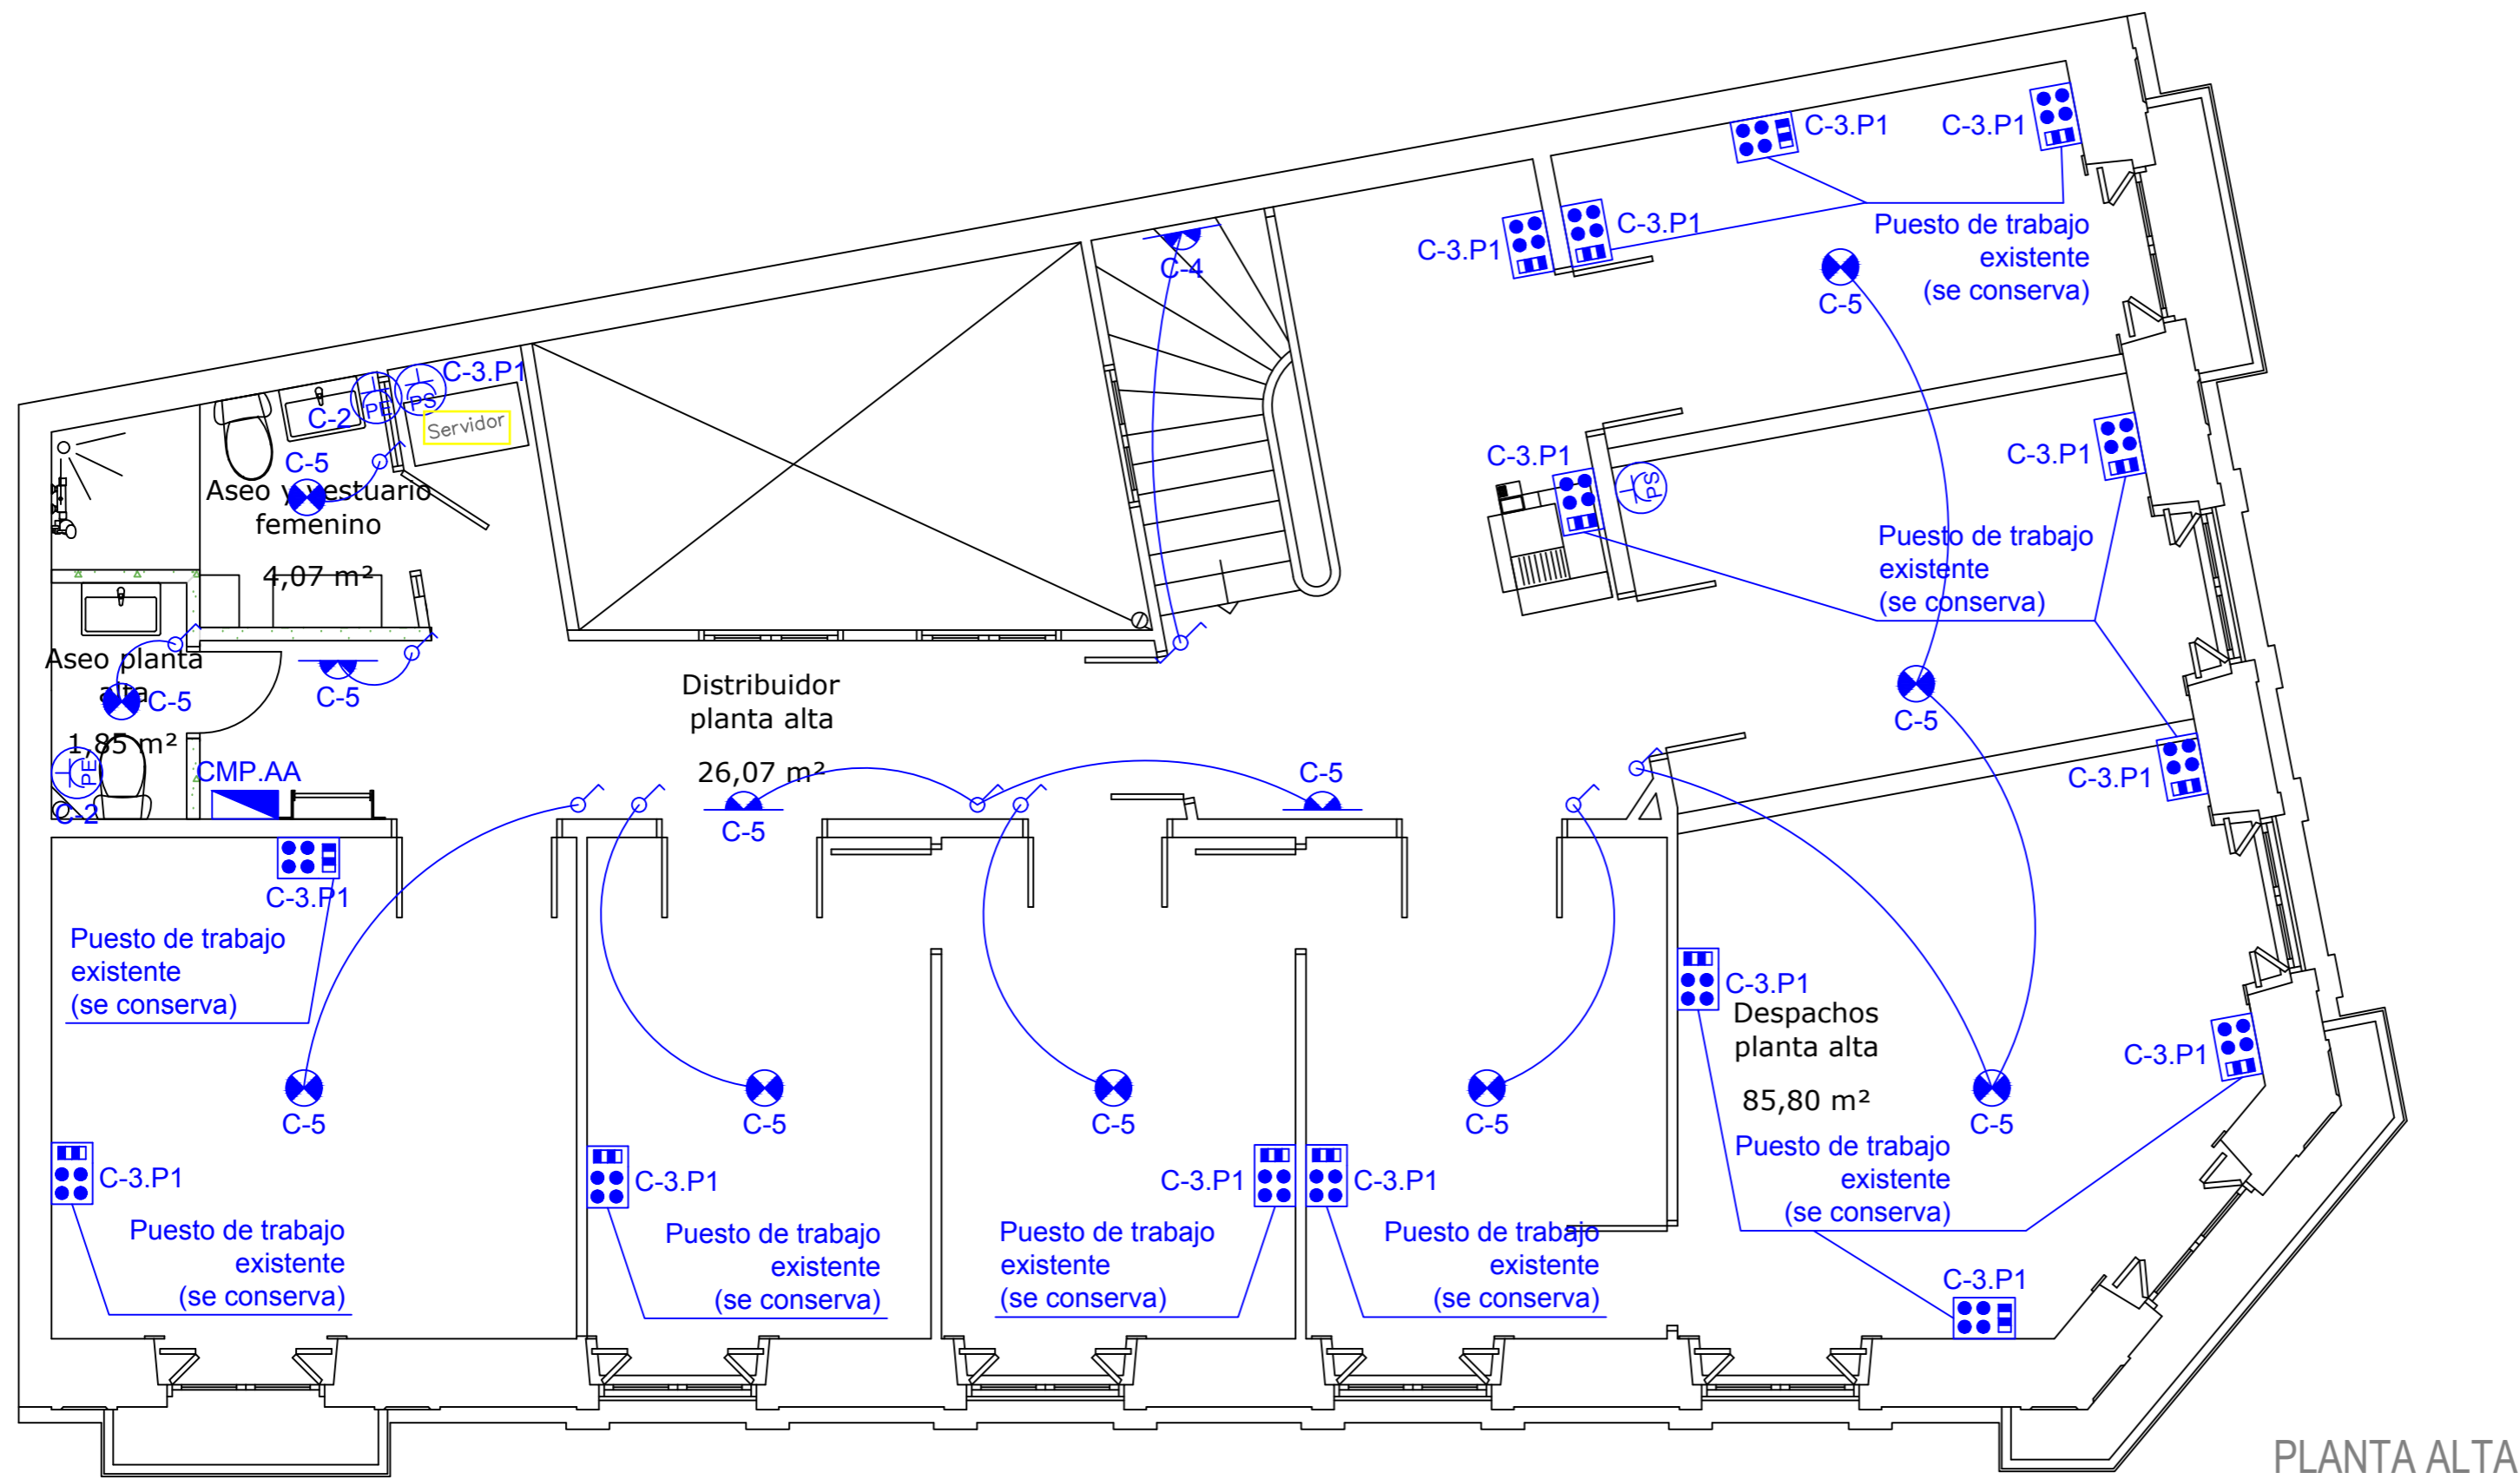 C-3.P1
C-3.P1
C-3.P1
C-3.P1
Puesto de trabajo
existente
(se conserva)
C-4
C-5
C-3.P1
C-2
PE
PS
Servidor
C-5
Aseo y vestuario
femenino
4,07 m²
C-3.P1
PS
C-3.P1
Puesto de trabajo
existente
(se conserva)
Aseo planta
alta
C-5
1,85 m²
PE
C-2
C-5
CMP.AA
Distribuidor
planta alta
26,07 m²
C-5
C-5
C-5
C-3.P1
C-3.P1
Puesto de trabajo
existente
(se conserva)
C-3.P1
Despachos
planta alta
85,80 m²
C-3.P1
C-5
C-5
C-5
C-5
C-5
Puesto de trabajo
existente
(se conserva)
C-3.P1
Puesto de trabajo
existente
(se conserva)
C-3.P1
Puesto de trabajo
existente
(se conserva)
C-3.P1
Puesto de trabajo
existente
(se conserva)
C-3.P1
Puesto de trabajo
existente
(se conserva)
C-3.P1
PLANTA ALTA